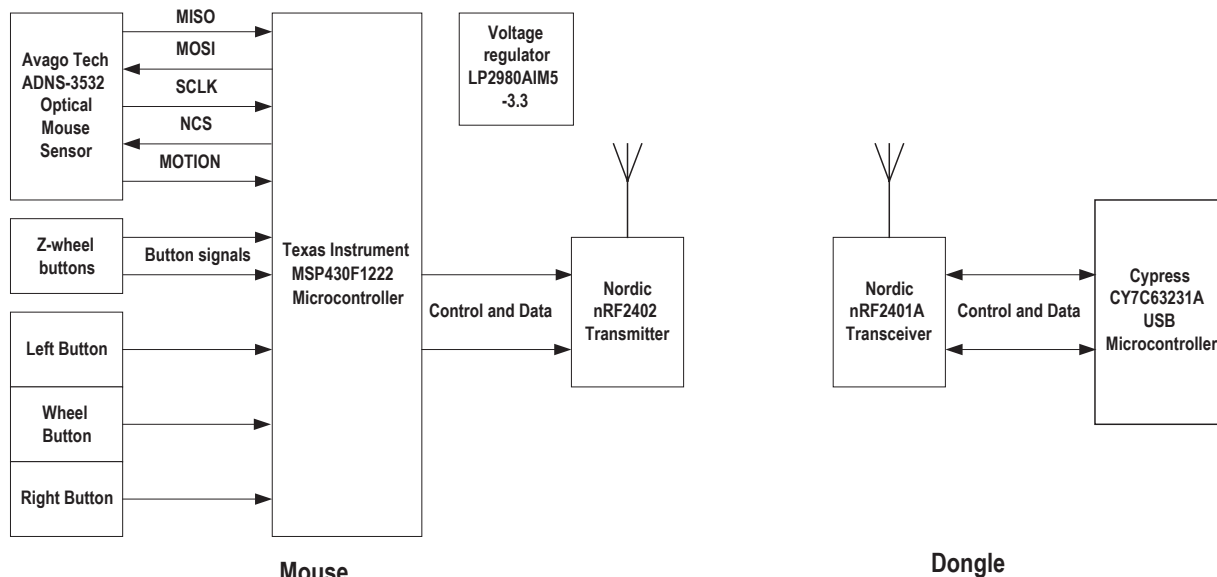 MISO
MOSI
SCLK
NCS
MOTION
Avago Tech
ADNS-3532
Optical
Mouse
Sensor
Z-wheel
buttons
Button signals
Left Button
Wheel
Button
Right Button
Texas Instrument
MSP430F1222
Microcontroller
Voltage
regulator
LP2980AIM5
-3.3
Control and Data
Nordic
nRF2402
Transmitter
Nordic
nRF2401A
Transceiver
Control and Data
Cypress
CY7C63231A
USB
Microcontroller
Mouse
Dongle